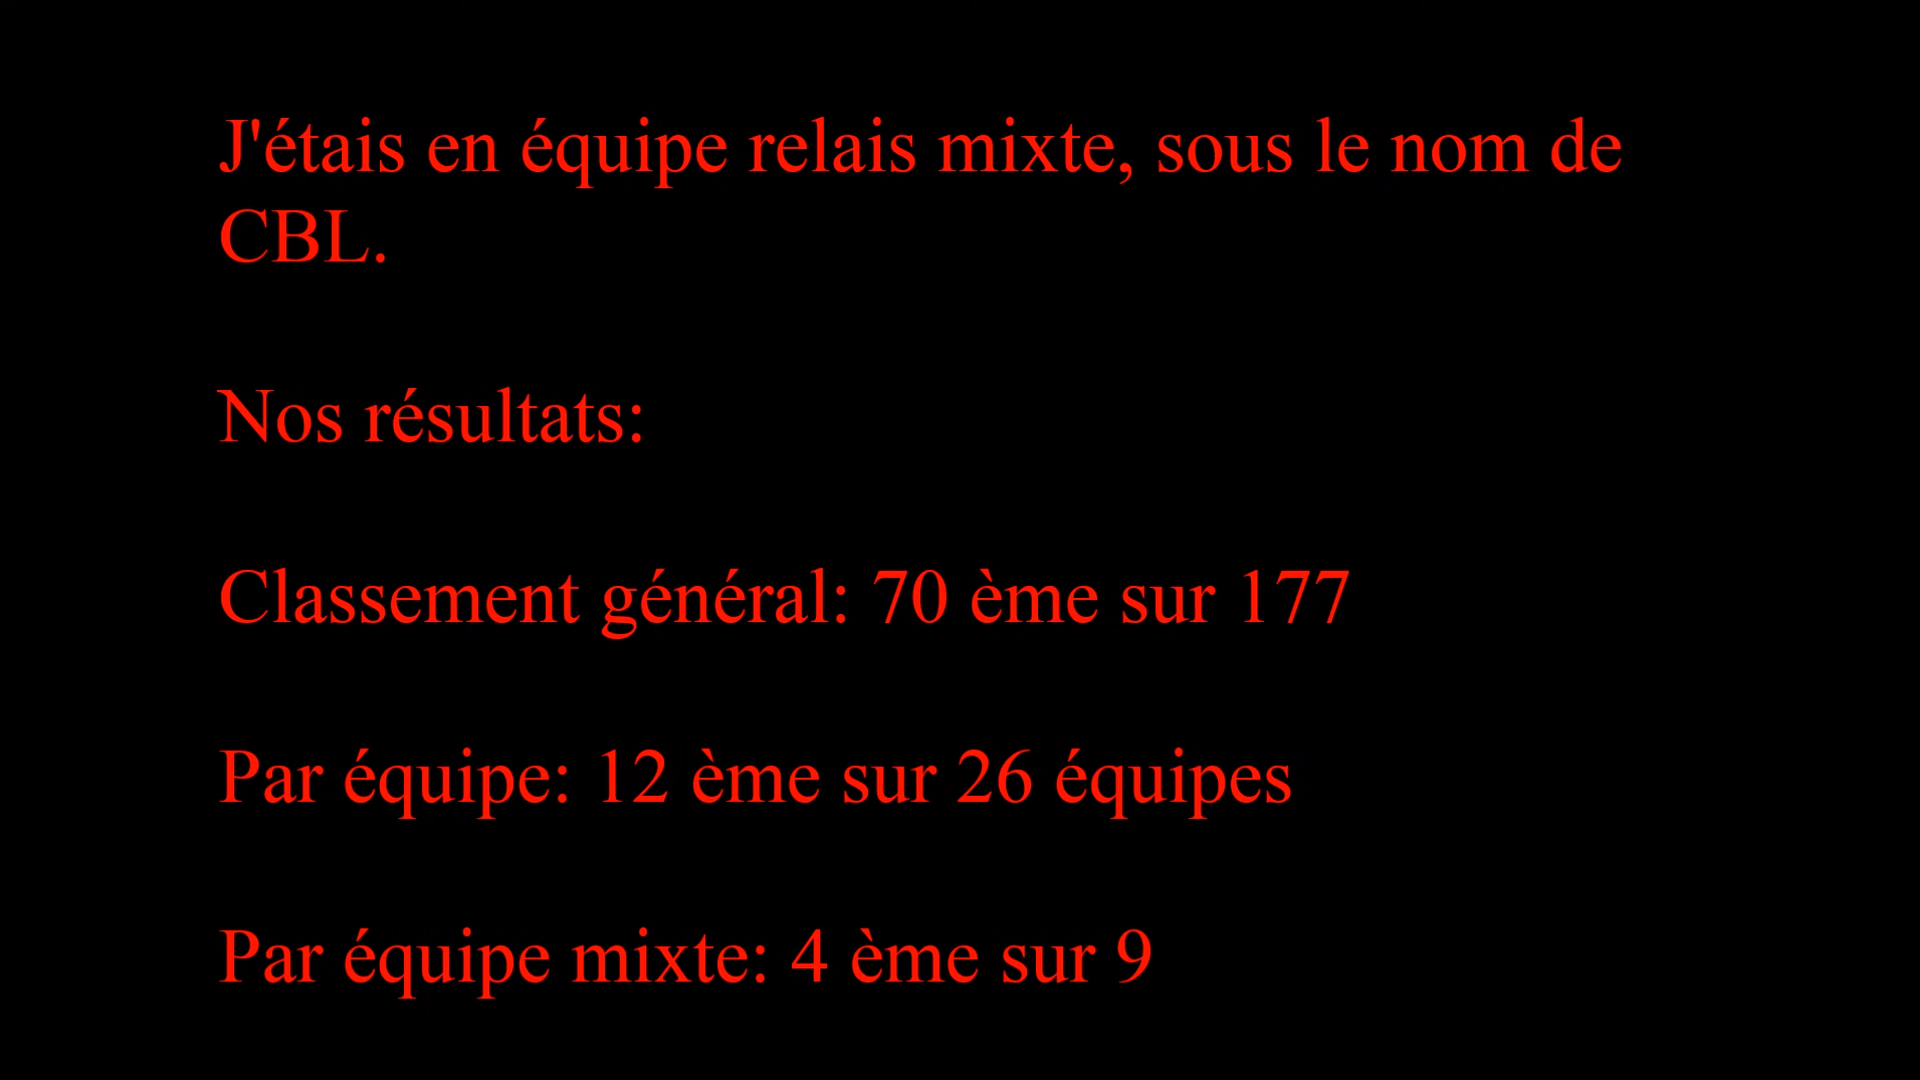 J'étais en équipe relais mixte, sous le nom de
CBL.
Nos résultats:
Classement général: 70 ème sur 177
Par équipe: 12 ème sur 26 équipes
Par équipe mixte: 4 ème sur 9